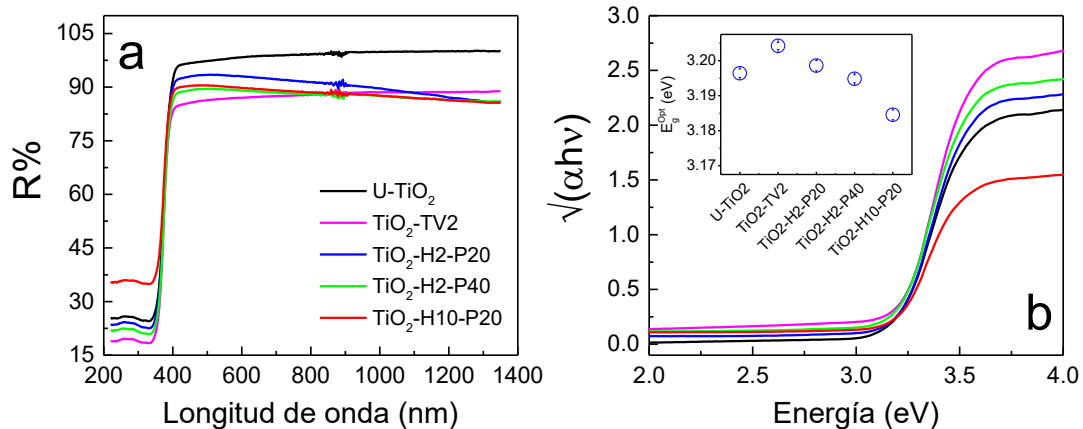 105
90
75
60
45
30
15
R%
a
U-TiO₂
TiO₂-TV2
TiO₂-H2-P20
TiO₂-H2-P40
TiO₂-H10-P20
200 400 600 800 1000 1200 1400
Longitud de onda (nm)
3.0
2.5
2.0
1.5
1.0
0.5
0.0
√(αhν)
3.20
3.19
3.18
3.17
E_g^Opt (eV)
U-TiO2
TiO2-TV2
TiO2-H2-P20
TiO2-H2-P40
TiO2-H10-P20
b
2.0 2.5 3.0 3.5 4.0
Energía (eV)